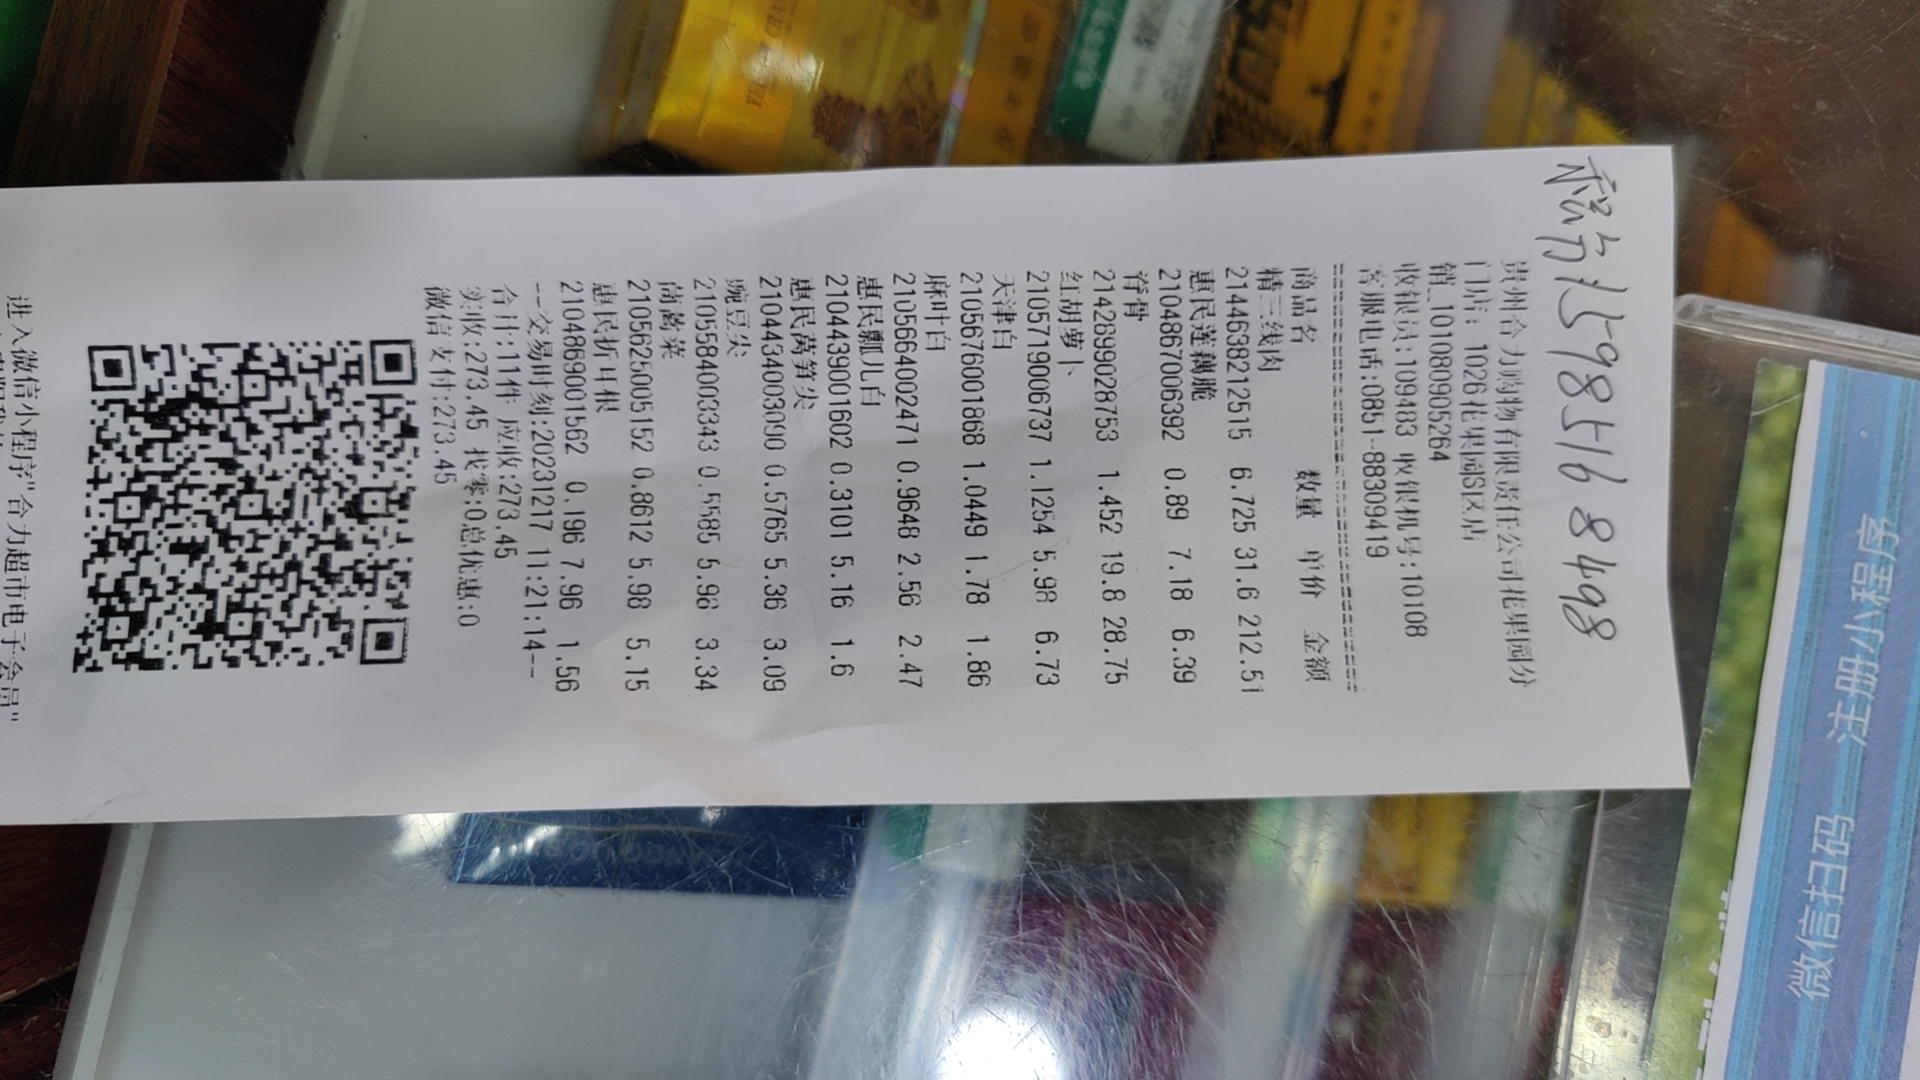 19851688498
贵州合力购物有限责任公司花果园分
门店: 1026花果园S区店
销_10108090526​4
收银员:109483 收银机号:10108
客服电话:0851-88309419
商品名 数量 单价 金额
精三线肉
2144638212515 6.725 31.6 212.51
惠民莲藕脆
2104867006392 0.89 7.18 6.39
脊骨
2142899028753 1.452 19.8 28.75
红胡萝卜
2105719006737 1.1254 5.98 6.73
天津白
2105676001868 1.0449 1.78 1.86
麻叶白
2105664002471 0.9648 2.56 2.47
惠民瓢儿白
2104439001602 0.3101 5.16 1.6
惠民莴笋尖
2104434003090 0.5765 5.36 3.09
豌豆尖
2105584003343 0.5585 5.98 3.34
茼蒿菜
2105625005152 0.8612 5.98 5.15
惠民折耳根
2104869001562 0.196 7.96 1.56
--交易时刻:20231217 11:21:14--
合计:11件 应收:273.45
实收:273.45 找零:0总优惠:0
微信支付:273.45
进入微信小程序"合力超市电子会员"
微信扫码 注册小程序